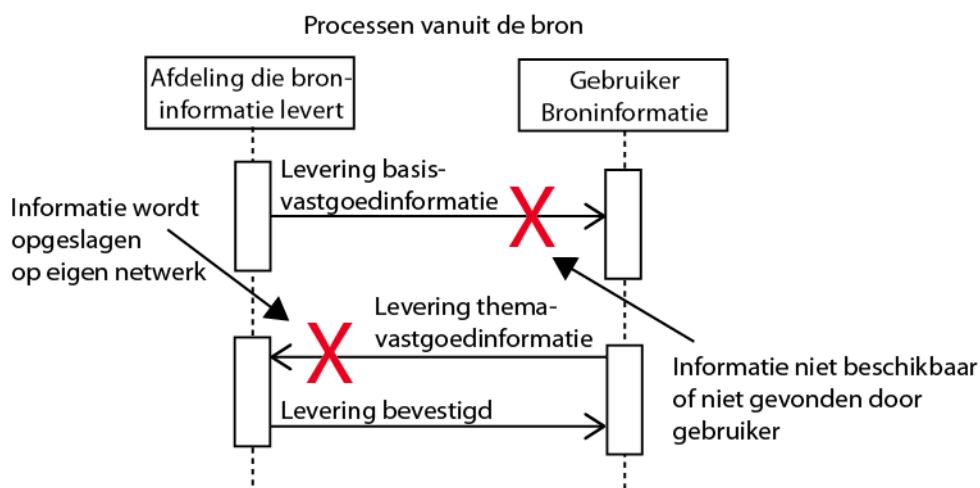 Processen vanuit de bron
Afdeling die bron-
informatie levert
Gebruiker
Broninformatie
Levering basis-
vastgoedinformatie
Informatie wordt
opgeslagen
op eigen netwerk
Levering thema-
vastgoedinformatie
Informatie niet beschikbaar
of niet gevonden door
gebruiker
Levering bevestigd